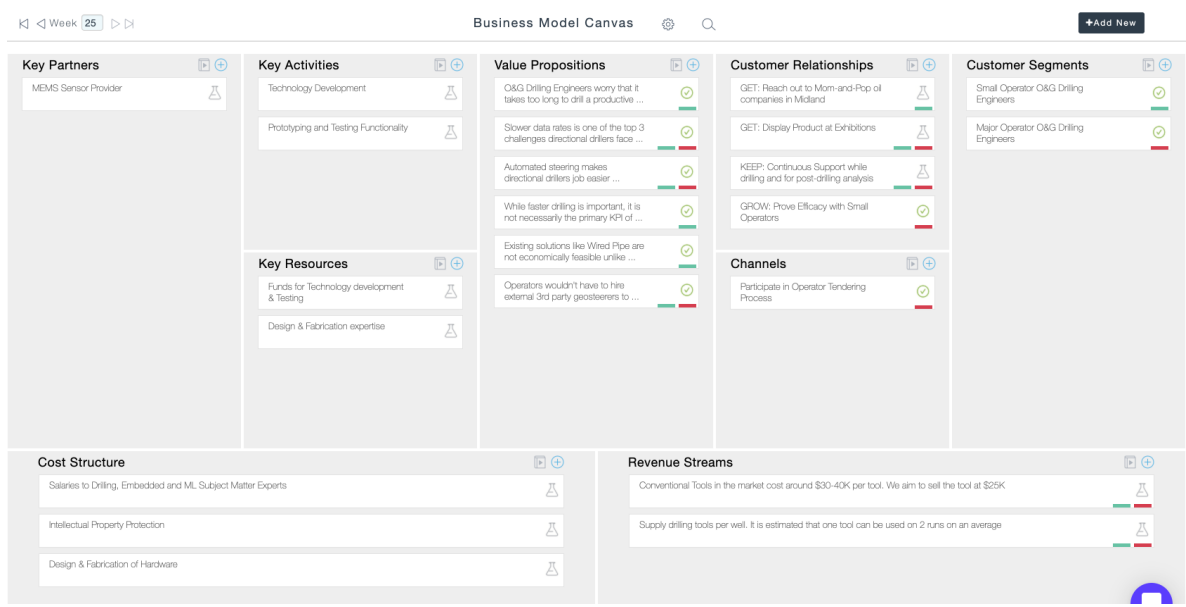 Week 25
Business Model Canvas
+Add New
Key Partners
MEMS Sensor Provider
Key Activities
Technology Development
Prototyping and Testing Functionality
Key Resources
Funds for Technology development
& Testing
Design & Fabrication expertise
Value Propositions
O&G Drilling Engineers worry that it
takes too long to drill a productive ...
Slower data rates is one of the top 3
challenges directional drillers face ...
Automated steering makes
directional drillers job easier ...
While faster drilling is important, it is
not necessarily the primary KPI of ...
Existing solutions like Wired Pipe are
not economically feasible unlike ...
Operators wouldn't have to hire
external 3rd party geosteerers to ...
Customer Relationships
GET: Reach out to Mom-and-Pop oil
companies in Midland
GET: Display Product at Exhibitions
KEEP: Continuous Support while
drilling and for post-drilling analysis
GROW: Prove Efficacy with Small
Operators
Channels
Participate in Operator Tendering
Process
Customer Segments
Small Operator O&G Drilling
Engineers
Major Operator O&G Drilling
Engineers
Cost Structure
Salaries to Drilling, Embedded and ML Subject Matter Experts
Intellectual Property Protection
Design & Fabrication of Hardware
Revenue Streams
Conventional Tools in the market cost around $30-40K per tool. We aim to sell the tool at $25K
Supply drilling tools per well. It is estimated that one tool can be used on 2 runs on an average